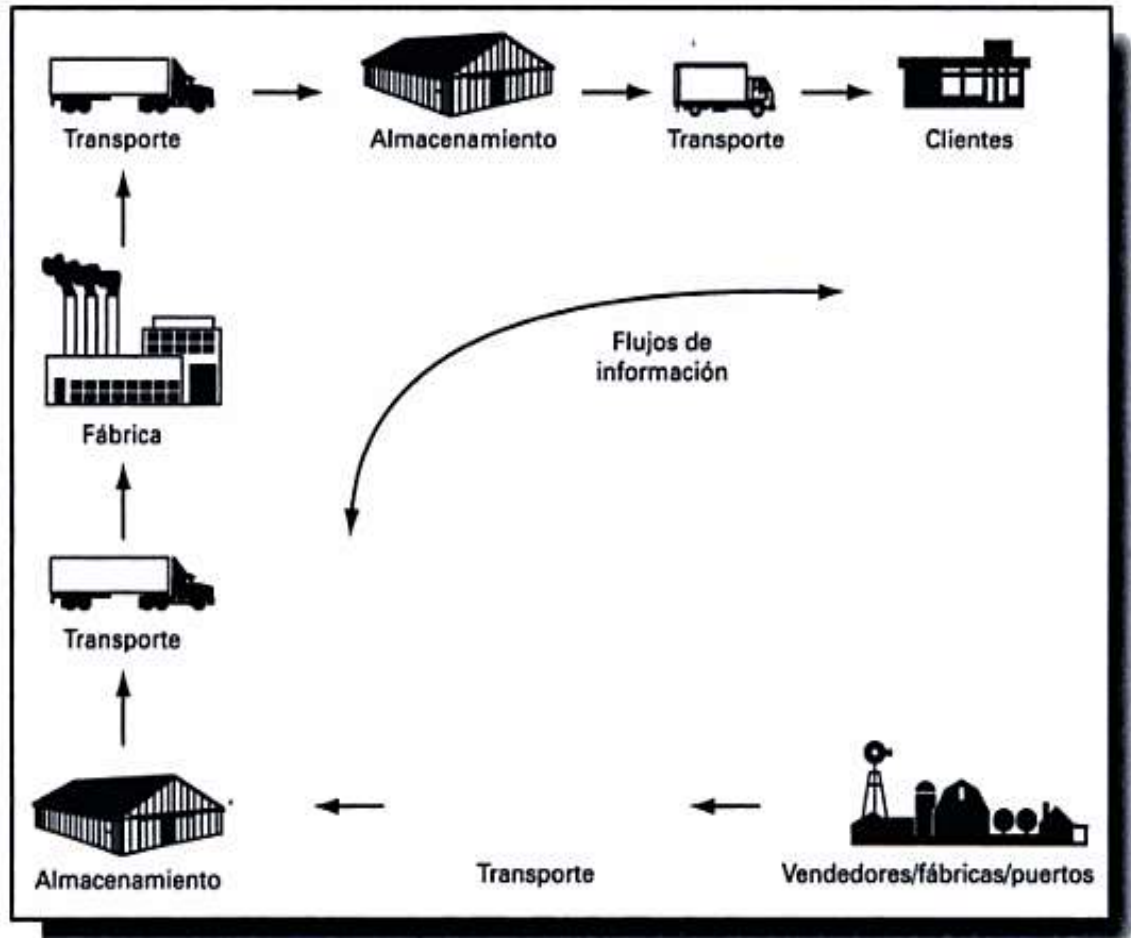 Transporte
Almacenamiento
Transporte
Clientes
Flujos de
información
Fábrica
Transporte
Almacenamiento
Transporte
Vendedores/fábricas/puertos